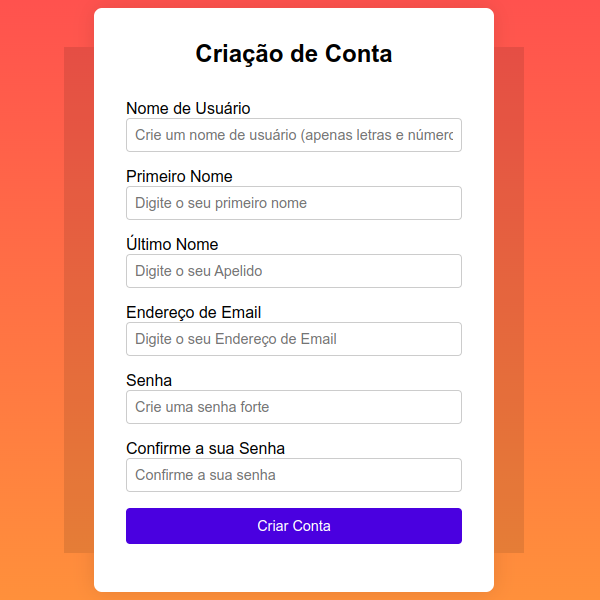 Criação de Conta
Nome de Usuário
Crie um nome de usuário (apenas letras e número
Primeiro Nome
Digite o seu primeiro nome
Último Nome
Digite o seu Apelido
Endereço de Email
Digite o seu Endereço de Email
Senha
Crie uma senha forte
Confirme a sua Senha
Confirme a sua senha
Criar Conta